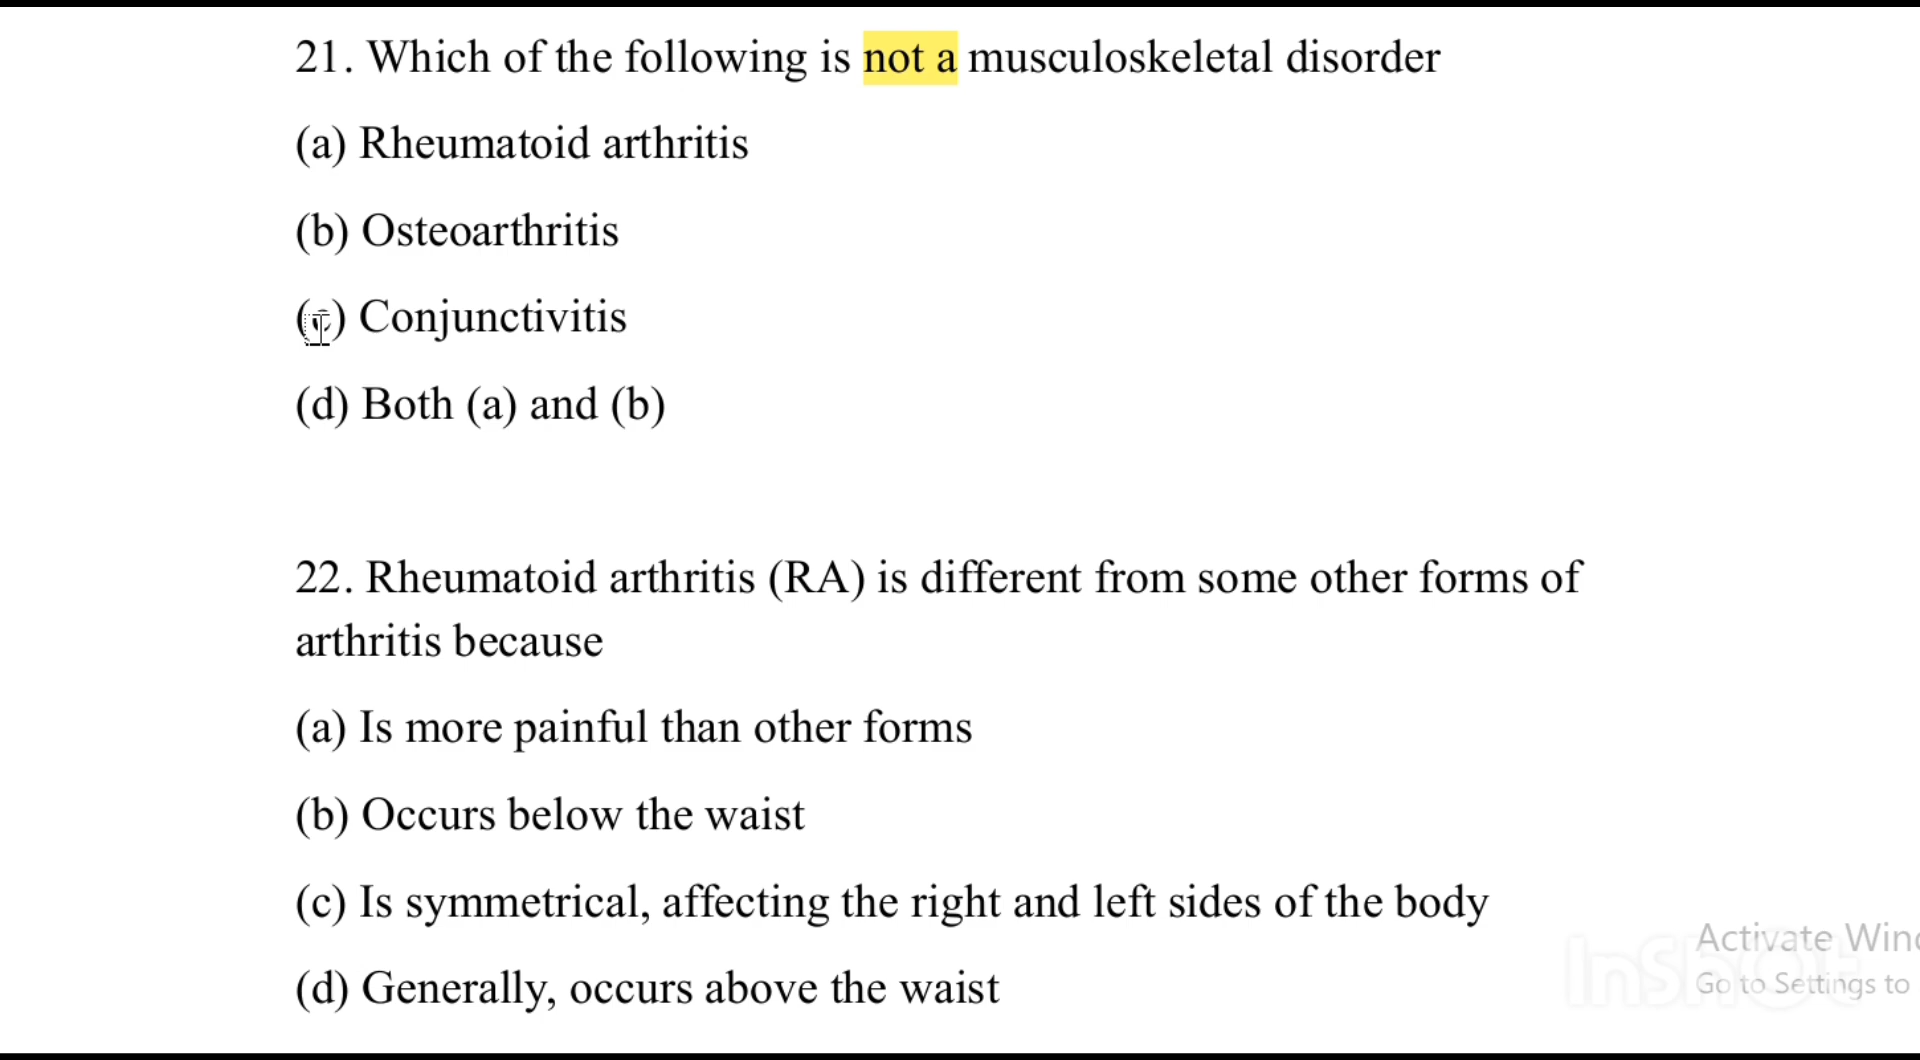 21. Which of the following is not a musculoskeletal disorder
(a) Rheumatoid arthritis
(b) Osteoarthritis
(c) Conjunctivitis
(d) Both (a) and (b)
22. Rheumatoid arthritis (RA) is different from some other forms of
arthritis because
(a) Is more painful than other forms
(b) Occurs below the waist
(c) Is symmetrical, affecting the right and left sides of the body
(d) Generally, occurs above the waist
Activate Wind
Go to Settings to
InShot